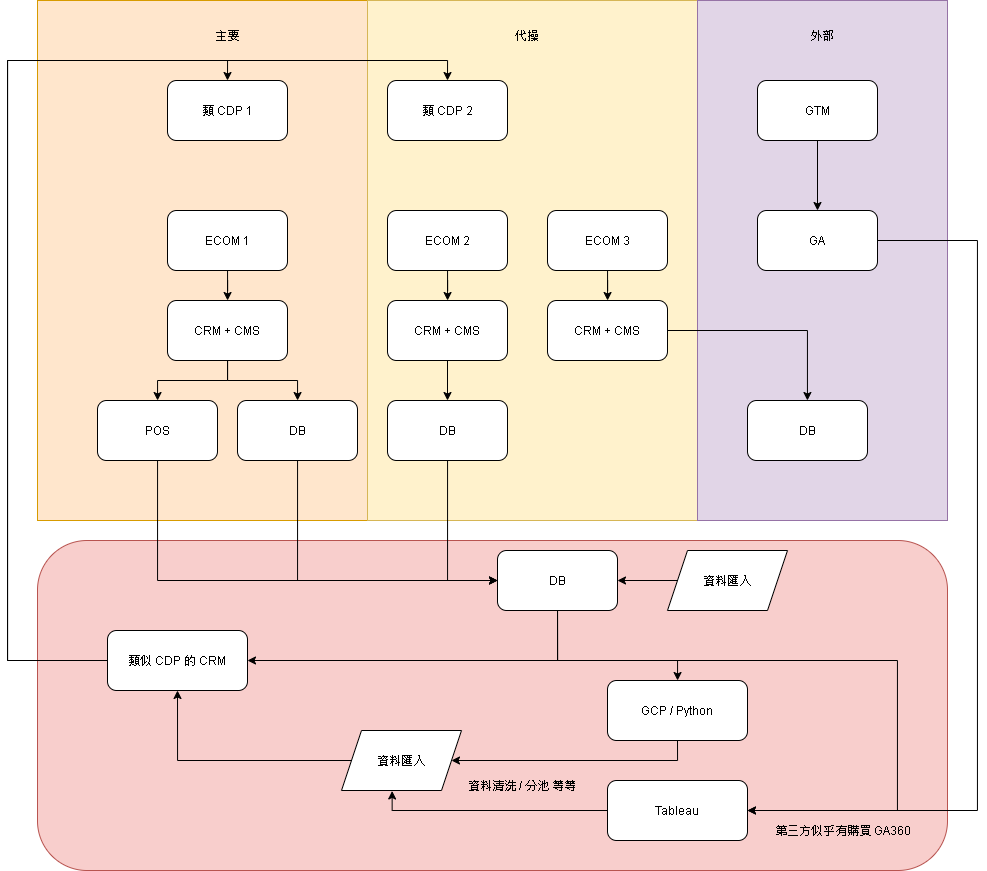 主要
代操
外部
類 CDP 1
類 CDP 2
GTM
ECOM 1
ECOM 2
ECOM 3
GA
CRM + CMS
CRM + CMS
CRM + CMS
POS
DB
DB
DB
DB
資料匯入
類似 CDP 的 CRM
GCP / Python
資料匯入
資料清洗 / 分池 等等
Tableau
第三方似乎有購買 GA360